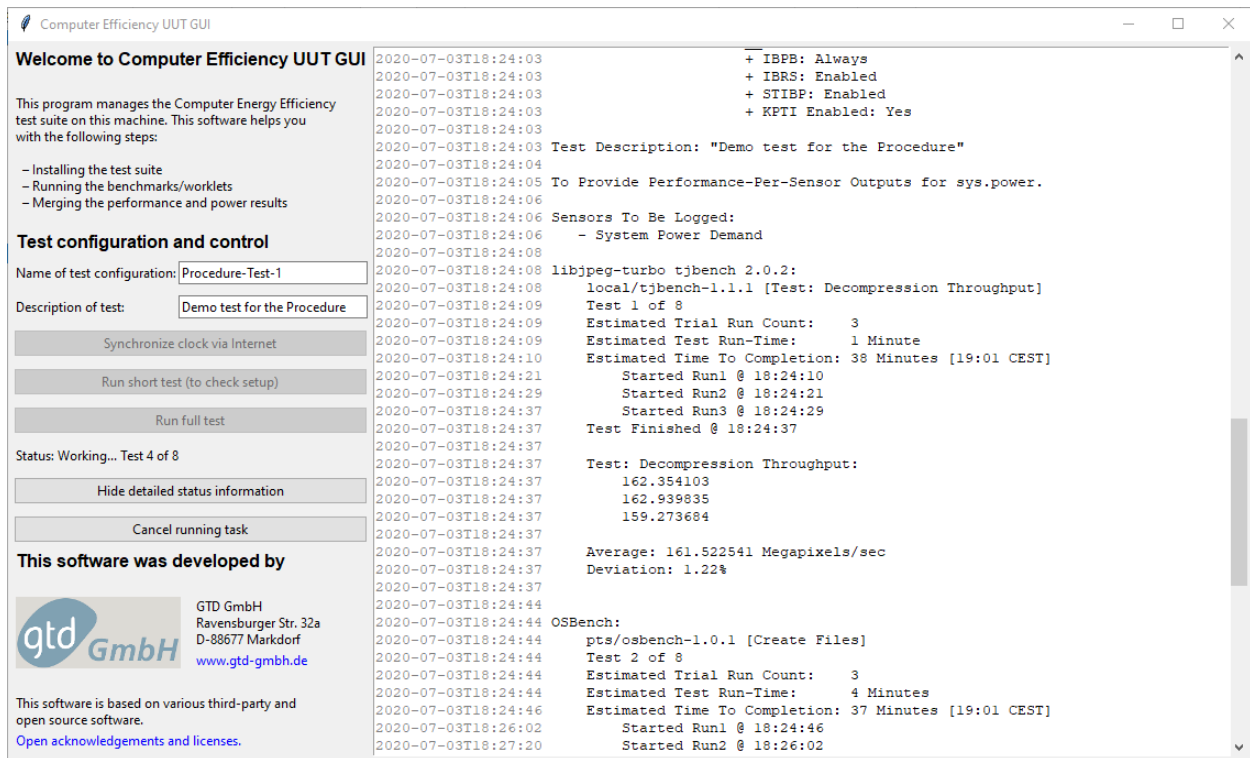 Computer Efficiency UUT GUI
Welcome to Computer Efficiency UUT GUI
This program manages the Computer Energy Efficiency
test suite on this machine. This software helps you
with the following steps:
– Installing the test suite
– Running the benchmarks/worklets
– Merging the performance and power results
Test configuration and control
Name of test configuration: Procedure-Test-1
Description of test: Demo test for the Procedure
Synchronize clock via Internet
Run short test (to check setup)
Run full test
Status: Working... Test 4 of 8
Hide detailed status information
Cancel running task
This software was developed by
gtd GmbH
GTD GmbH
Ravensburger Str. 32a
D-88677 Markdorf
www.gtd-gmbh.de
This software is based on various third-party and
open source software.
Open acknowledgements and licenses.
2020-07-03T18:24:03 + IBPB: Always
2020-07-03T18:24:03 + IBRS: Enabled
2020-07-03T18:24:03 + STIBP: Enabled
2020-07-03T18:24:03 + KPTI Enabled: Yes
2020-07-03T18:24:03
2020-07-03T18:24:03 Test Description: "Demo test for the Procedure"
2020-07-03T18:24:04
2020-07-03T18:24:05 To Provide Performance-Per-Sensor Outputs for sys.power.
2020-07-03T18:24:06
2020-07-03T18:24:06 Sensors To Be Logged:
2020-07-03T18:24:06 - System Power Demand
2020-07-03T18:24:08
2020-07-03T18:24:08 libjpeg-turbo tjbench 2.0.2:
2020-07-03T18:24:08 local/tjbench-1.1.1 [Test: Decompression Throughput]
2020-07-03T18:24:09 Test 1 of 8
2020-07-03T18:24:09 Estimated Trial Run Count: 3
2020-07-03T18:24:09 Estimated Test Run-Time: 1 Minute
2020-07-03T18:24:10 Estimated Time To Completion: 38 Minutes [19:01 CEST]
2020-07-03T18:24:21 Started Run1 @ 18:24:10
2020-07-03T18:24:29 Started Run2 @ 18:24:21
2020-07-03T18:24:37 Started Run3 @ 18:24:29
2020-07-03T18:24:37 Test Finished @ 18:24:37
2020-07-03T18:24:37
2020-07-03T18:24:37 Test: Decompression Throughput:
2020-07-03T18:24:37 162.354103
2020-07-03T18:24:37 162.939835
2020-07-03T18:24:37 159.273684
2020-07-03T18:24:37
2020-07-03T18:24:37 Average: 161.522541 Megapixels/sec
2020-07-03T18:24:37 Deviation: 1.22%
2020-07-03T18:24:37
2020-07-03T18:24:44
2020-07-03T18:24:44 OSBench:
2020-07-03T18:24:44 pts/osbench-1.0.1 [Create Files]
2020-07-03T18:24:44 Test 2 of 8
2020-07-03T18:24:44 Estimated Trial Run Count: 3
2020-07-03T18:24:44 Estimated Test Run-Time: 4 Minutes
2020-07-03T18:24:46 Estimated Time To Completion: 37 Minutes [19:01 CEST]
2020-07-03T18:26:02 Started Run1 @ 18:24:46
2020-07-03T18:27:20 Started Run2 @ 18:26:02